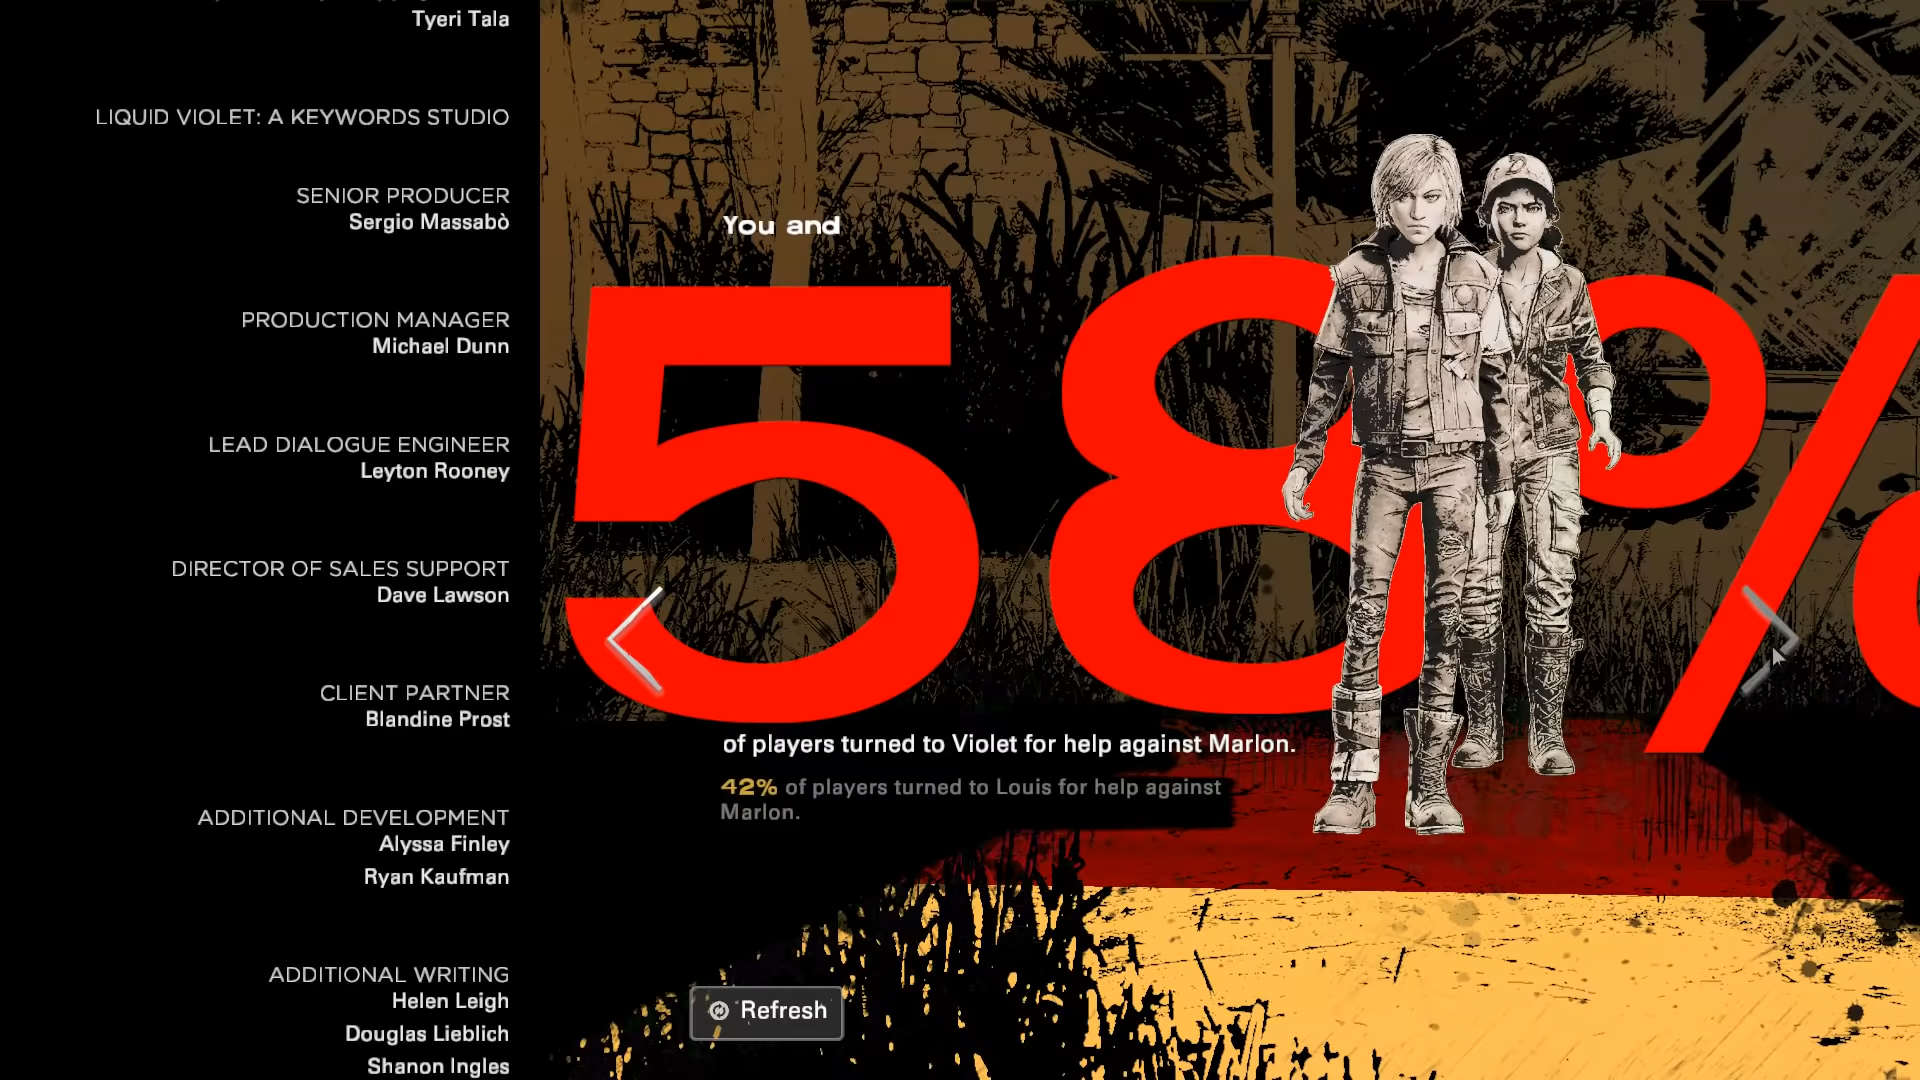 Tyeri Tala
LIQUID VIOLET: A KEYWORDS STUDIO
SENIOR PRODUCER
Sergio Massabò
PRODUCTION MANAGER
Michael Dunn
LEAD DIALOGUE ENGINEER
Leyton Rooney
DIRECTOR OF SALES SUPPORT
Dave Lawson
CLIENT PARTNER
Blandine Prost
ADDITIONAL DEVELOPMENT
Alyssa Finley
Ryan Kaufman
ADDITIONAL WRITING
Helen Leigh
Douglas Lieblich
Shanon Ingles
You and
58%
of players turned to Violet for help against Marlon.
42% of players turned to Louis for help against
Marlon.
Refresh